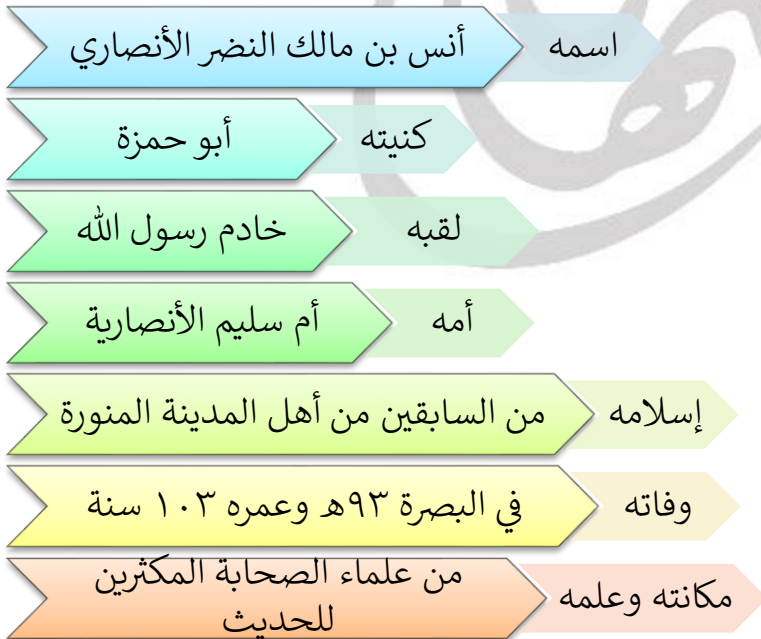 اسمه
أنس بن مالك النضر الأنصاري
كنيته
أبو حمزة
لقبه
خادم رسول الله
أمه
أم سليم الأنصارية
إسلامه
من السابقين من أهل المدينة المنورة
وفاته
في البصرة ٩٣ه وعمره ١٠٣ سنة
مكانته وعلمه
من علماء الصحابة المكثرين
للحديث